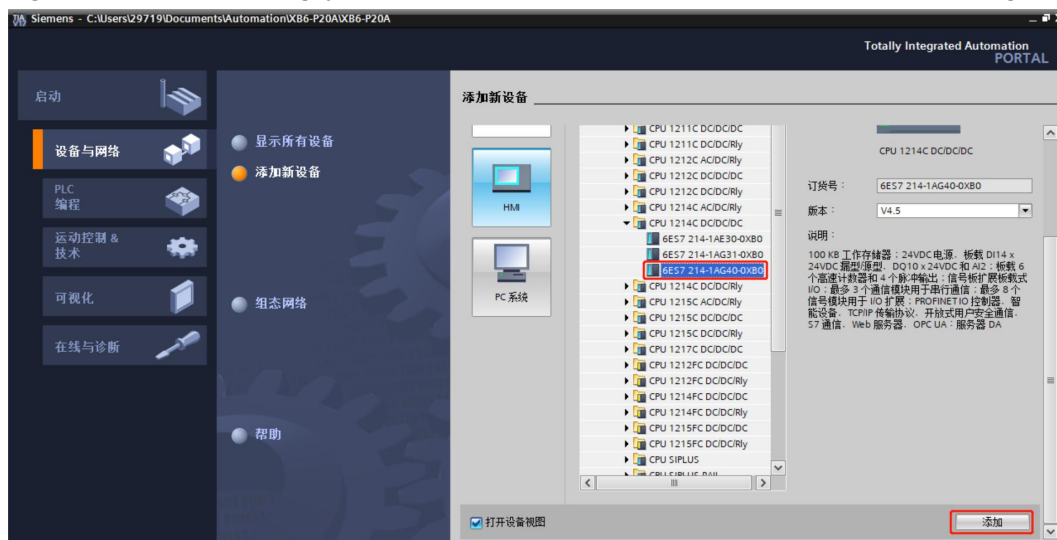 Siemens - C:\Users\29719\Documents\Automation\XB6-P20A\XB6-P20A
Totally Integrated Automation
PORTAL
启动
设备与网络
PLC
编程
运动控制 &
技术
可视化
在线与诊断
显示所有设备
添加新设备
组态网络
帮助
添加新设备
HMI
PC 系统
CPU 1211C DC/DC/DC
CPU 1211C DC/DC/Rly
CPU 1212C AC/DC/Rly
CPU 1212C DC/DC/DC
CPU 1212C DC/DC/Rly
CPU 1214C AC/DC/Rly
CPU 1214C DC/DC/DC
6ES7 214-1AE30-0XB0
6ES7 214-1AG31-0XB0
6ES7 214-1AG40-0XB0
CPU 1214C DC/DC/Rly
CPU 1215C AC/DC/Rly
CPU 1215C DC/DC/DC
CPU 1215C DC/DC/Rly
CPU 1217C DC/DC/DC
CPU 1212FC DC/DC/DC
CPU 1212FC DC/DC/Rly
CPU 1214FC DC/DC/DC
CPU 1214FC DC/DC/Rly
CPU 1215FC DC/DC/DC
CPU 1215FC DC/DC/Rly
CPU SIPLUS
CPU SIPLUS RAIL
CPU 1214C DC/DC/DC
订货号：
6ES7 214-1AG40-0XB0
版本：
V4.5
说明：
100 KB 工作存储器；24VDC 电源，板载 DI14 x
24VDC 漏型/源型，DQ10 x 24VDC 和 AI2；板载 6
个高速计数器和 4 个脉冲输出；信号板扩展板载式
I/O；最多 3 个通信模块用于串行通信；最多 8 个
信号模块用于 I/O 扩展；PROFINET IO 控制器、智
能设备、TCP/IP 传输协议、开放式用户安全通信、
S7 通信、Web 服务器、OPC UA：服务器 DA
打开设备视图
添加